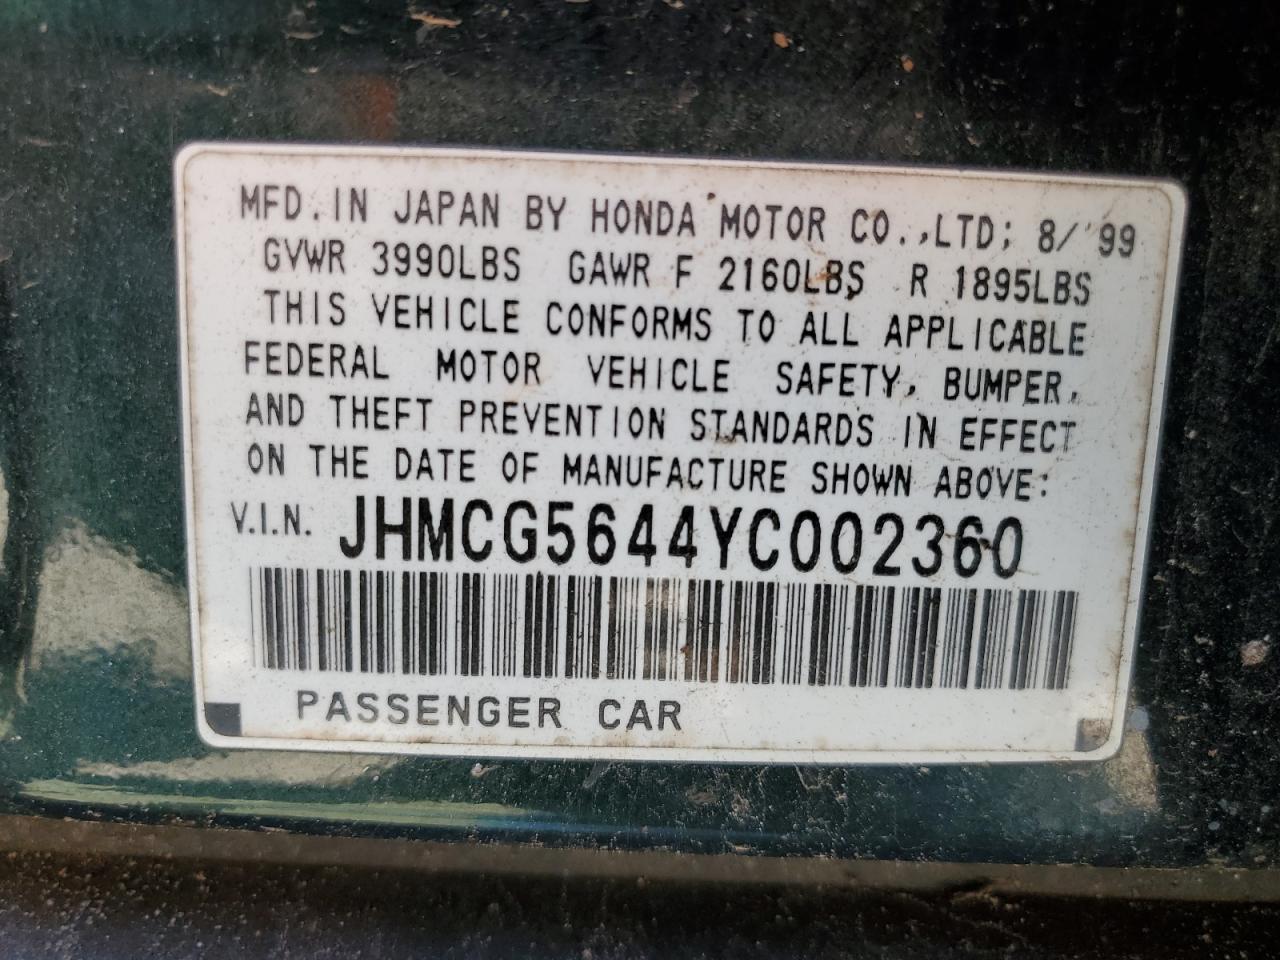 MFD. IN JAPAN BY HONDA MOTOR CO., LTD; 8/'99
GVWR 3990LBS GAWR F 2160LBS R 1895LBS
THIS VEHICLE CONFORMS TO ALL APPLICABLE
FEDERAL MOTOR VEHICLE SAFETY, BUMPER,
AND THEFT PREVENTION STANDARDS IN EFFECT
ON THE DATE OF MANUFACTURE SHOWN ABOVE:
V.I.N. JHMCG5644YC002360
PASSENGER CAR